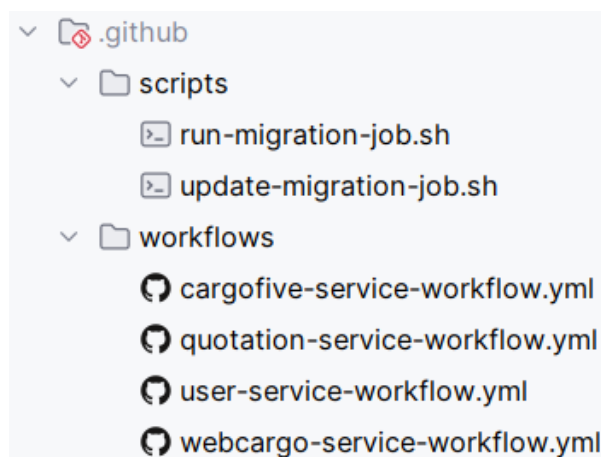 .github
scripts
run-migration-job.sh
update-migration-job.sh
workflows
cargofive-service-workflow.yml
quotation-service-workflow.yml
user-service-workflow.yml
webcargo-service-workflow.yml